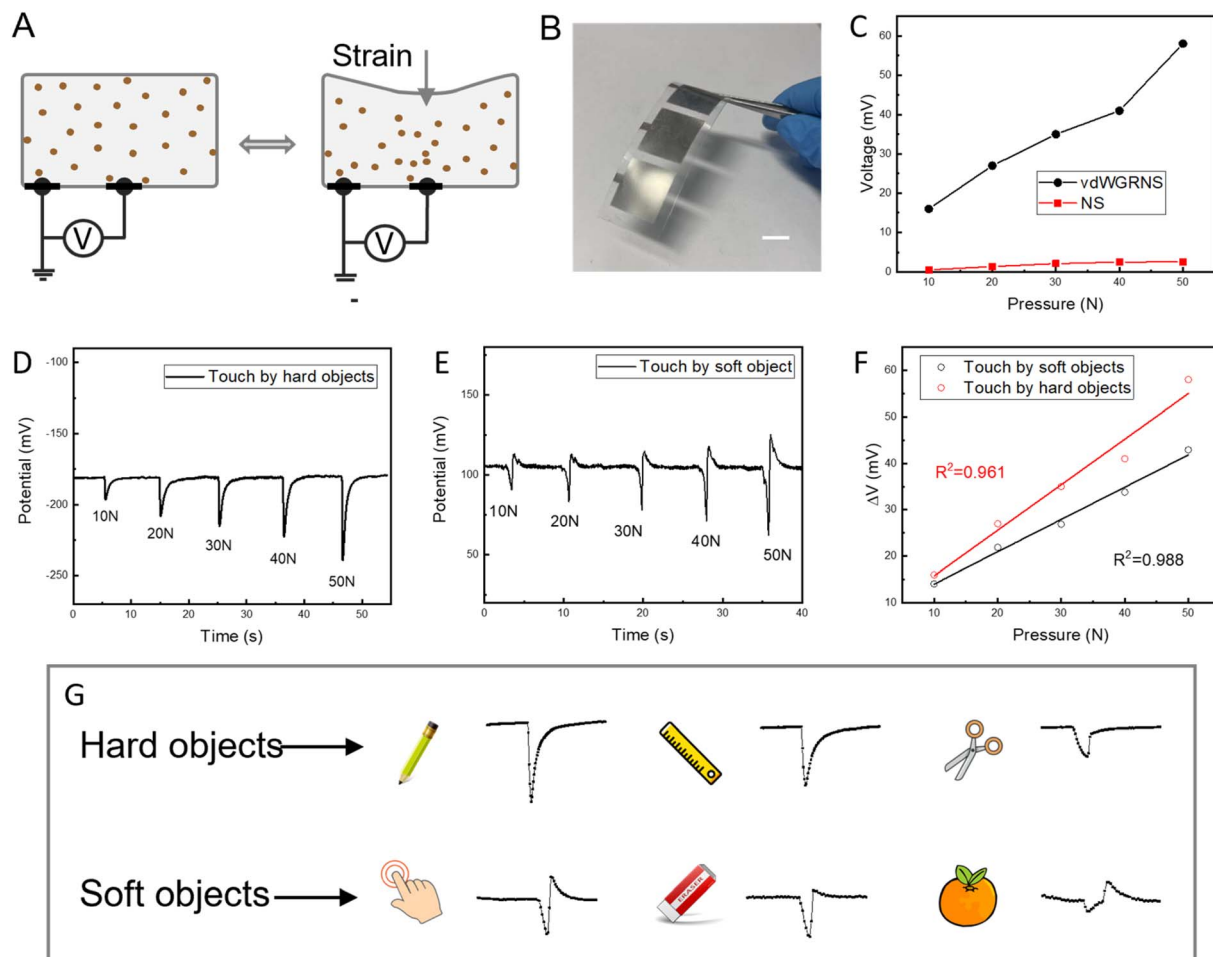 A
Strain
V
V
-
B
C
Voltage (mV)
60
50
40
30
20
10
0
vdWGRNS
NS
10 20 30 40 50
Pressure (N)
D
Potential (mV)
-100
-150
-200
-250
Touch by hard objects
10N
20N
30N
40N
50N
0 10 20 30 40 50
Time (s)
E
Potential (mV)
150
125
100
75
50
Touch by soft object
10N
20N
30N
40N
50N
0 10 20 30 40
Time (s)
F
ΔV (mV)
60
50
40
30
20
10
Touch by soft objects
Touch by hard objects
R²=0.961
R²=0.988
10 20 30 40 50
Pressure (N)
G
Hard objects
Soft objects
ERASER